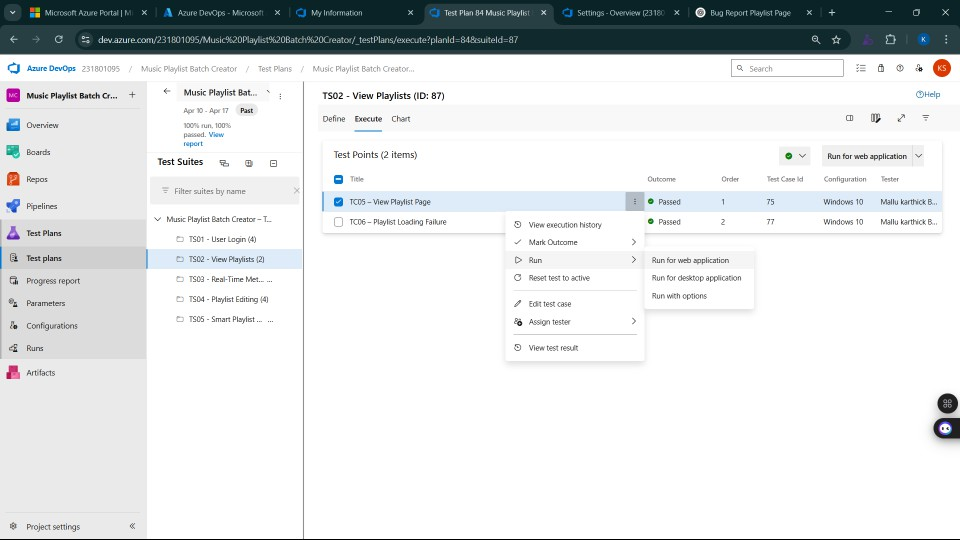 Microsoft Azure Portal | M
Azure DevOps - Microsoft
My Information
Test Plan 84 Music Playlist
Settings - Overview (23180
Bug Report Playlist Page
dev.azure.com/231801095/Music%20Playlist%20Batch%20Creator/_testPlans/execute?planId=84&suiteId=87
K
Azure DevOps 231801095 / Music Playlist Batch Creator / Test Plans / Music Playlist Batch Creator...
Search
KS
MC Music Playlist Batch Cr...
Overview
Boards
Repos
Pipelines
Test Plans
Test plans
Progress report
Parameters
Configurations
Runs
Artifacts
Project settings
Music Playlist Bat...
Apr 10 - Apr 17 Past
100% run, 100%
passed. View
report
Test Suites
Filter suites by name
Music Playlist Batch Creator – T...
TS01 - User Login (4)
TS02 - View Playlists (2)
TS03 - Real-Time Met... ...
TS04 - Playlist Editing (4)
TS05 - Smart Playlist ... ...
TS02 - View Playlists (ID: 87)
Help
Define Execute Chart
Test Points (2 items)
Run for web application
Title Outcome Order Test Case Id Configuration Tester
TC05 – View Playlist Page Passed 1 75 Windows 10 Mallu karthick B...
TC06 – Playlist Loading Failure Passed 2 77 Windows 10 Mallu karthick B...
View execution history
Mark Outcome
Run
Reset test to active
Edit test case
Assign tester
View test result
Run for web application
Run for desktop application
Run with options